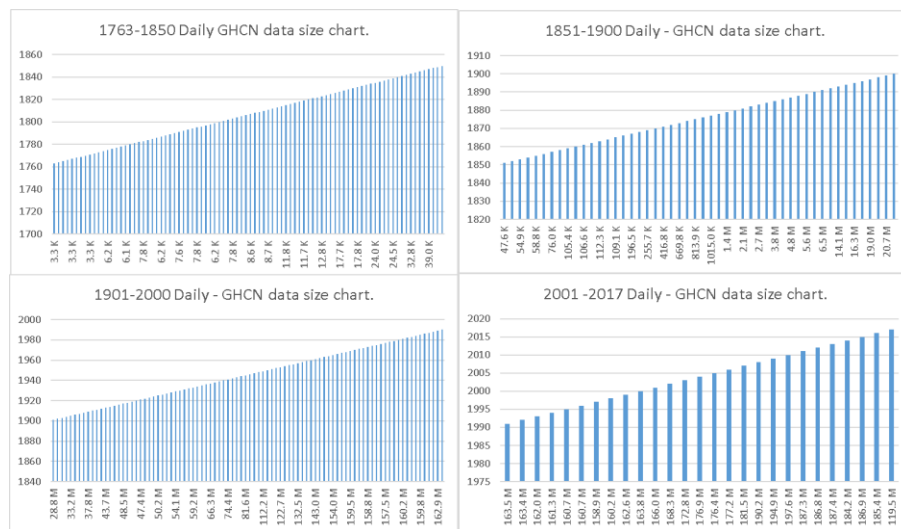 1763-1850 Daily GHCN data size chart.
1860
1840
1820
1800
1780
1760
1740
1720
1700
3.3 K
3.3 K
3.3 K
3.3 K
6.2 K
6.1 K
7.8 K
6.2 K
7.6 K
7.8 K
7.8 K
8.6 K
8.7 K
11.8 K
11.7 K
12.8 K
17.7 K
17.8 K
24.0 K
24.5 K
32.8 K
39.0 K
1851-1900 Daily - GHCN data size chart.
1910
1900
1890
1880
1870
1860
1850
1840
1830
1820
47.6 K
54.9 K
58.8 K
76.0 K
105.4 K
106.6 K
112.3 K
109.1 K
196.5 K
255.7 K
416.8 K
669.8 K
813.9 K
1015.0 K
1.4 M
2.1 M
2.7 M
3.8 M
4.8 M
5.6 M
6.5 M
14.1 M
16.3 M
19.0 M
20.7 M
1901-2000 Daily - GHCN data size chart.
2000
1980
1960
1940
1920
1900
1880
1860
1840
28.8 M
33.2 M
37.8 M
43.7 M
48.5 M
47.4 M
50.2 M
54.1 M
59.2 M
66.3 M
74.4 M
81.6 M
112.2 M
122.7 M
132.5 M
143.0 M
154.0 M
159.5 M
158.8 M
157.5 M
160.2 M
159.8 M
162.9 M
2001 -2017 Daily - GHCN data size chart.
2020
2015
2010
2005
2000
1995
1990
1985
1980
1975
163.5 M
163.4 M
162.0 M
161.3 M
160.7 M
160.7 M
158.9 M
160.2 M
162.6 M
163.8 M
166.0 M
168.3 M
172.8 M
176.9 M
176.4 M
177.2 M
181.5 M
190.2 M
194.9 M
197.6 M
187.3 M
186.8 M
187.4 M
184.2 M
186.9 M
185.4 M
119.5 M